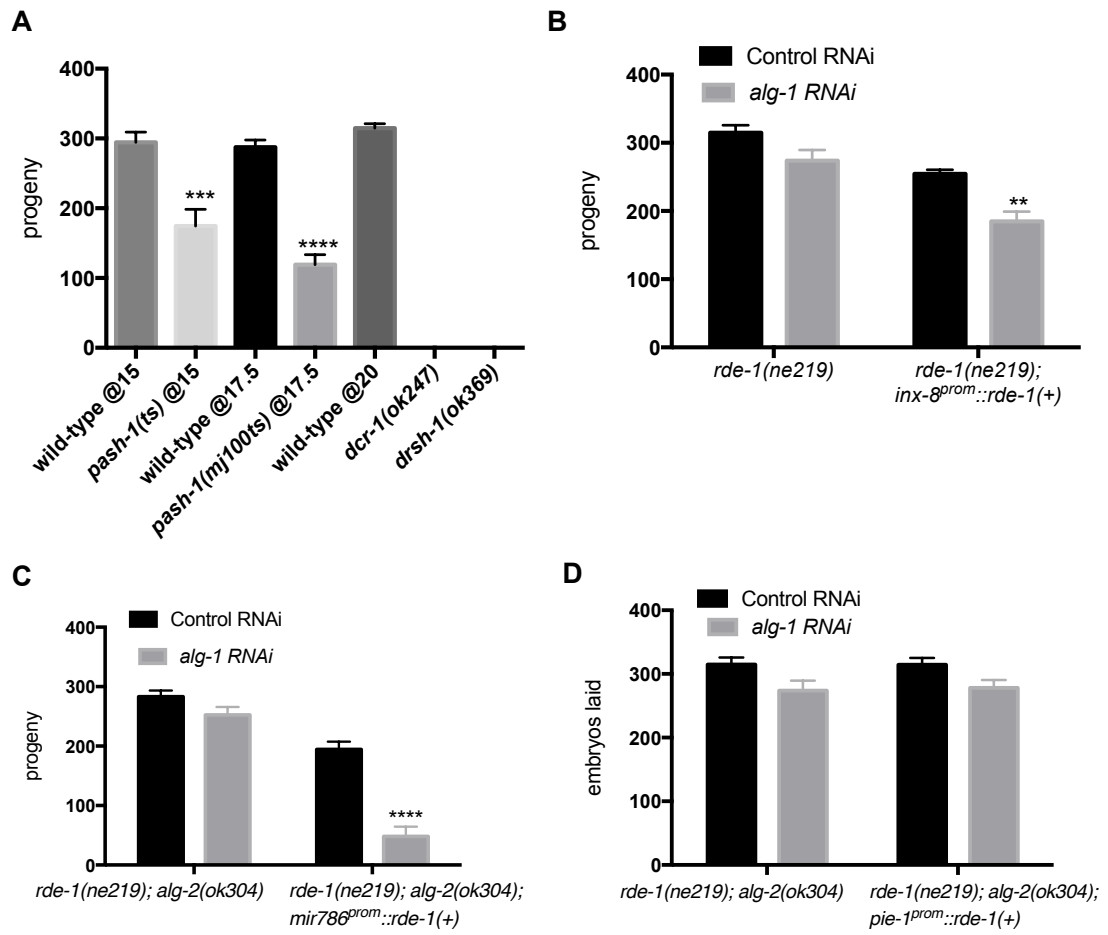 A
400
300
200
100
0
progeny
***
****
wild-type @15
pash-1(ts) @15
wild-type @17.5
pash-1(mj100ts) @17.5
wild-type @20
dcr-1(ok247)
drsh-1(ok369)
B
Control RNAi
alg-1 RNAi
400
300
200
100
0
progeny
**
rde-1(ne219)
rde-1(ne219);
inx-8prom::rde-1(+)
C
Control RNAi
alg-1 RNAi
400
300
200
100
0
progeny
****
rde-1(ne219); alg-2(ok304)
rde-1(ne219); alg-2(ok304);
mir786prom::rde-1(+)
D
Control RNAi
alg-1 RNAi
400
300
200
100
0
embryos laid
rde-1(ne219); alg-2(ok304)
rde-1(ne219); alg-2(ok304);
pie-1prom::rde-1(+)